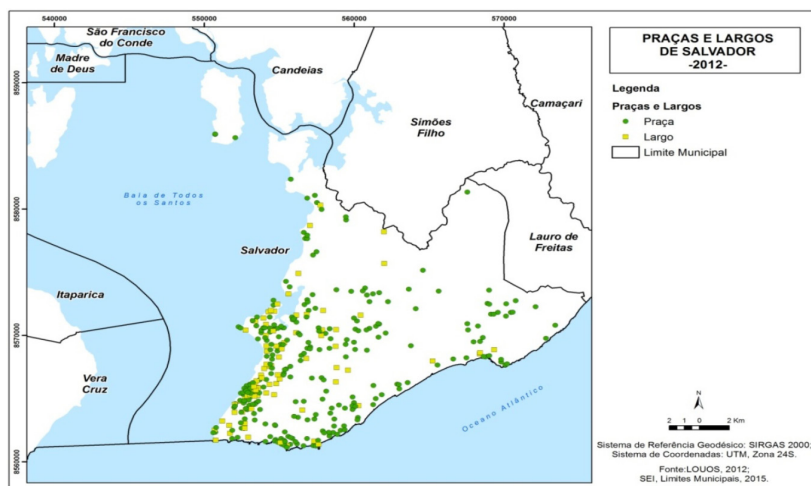 540000
550000
560000
570000
São Francisco
do Conde
Madre
de Deus
Candeias
Simões
Filho
Camaçari
Lauro de
Freitas
Baía de Todos
os Santos
Salvador
Itaparica
Vera
Cruz
Oceano Atlântico
8590000
8580000
8570000
8560000
PRAÇAS E LARGOS
DE SALVADOR
-2012-
Legenda
Praças e Largos
Praça
Largo
Limite Municipal
2 1 0 2 Km
Sistema de Referência Geodésico: SIRGAS 2000;
Sistema de Coordenadas: UTM, Zona 24S.
Fonte:LOUOS, 2012;
SEI, Limites Municipais, 2015.